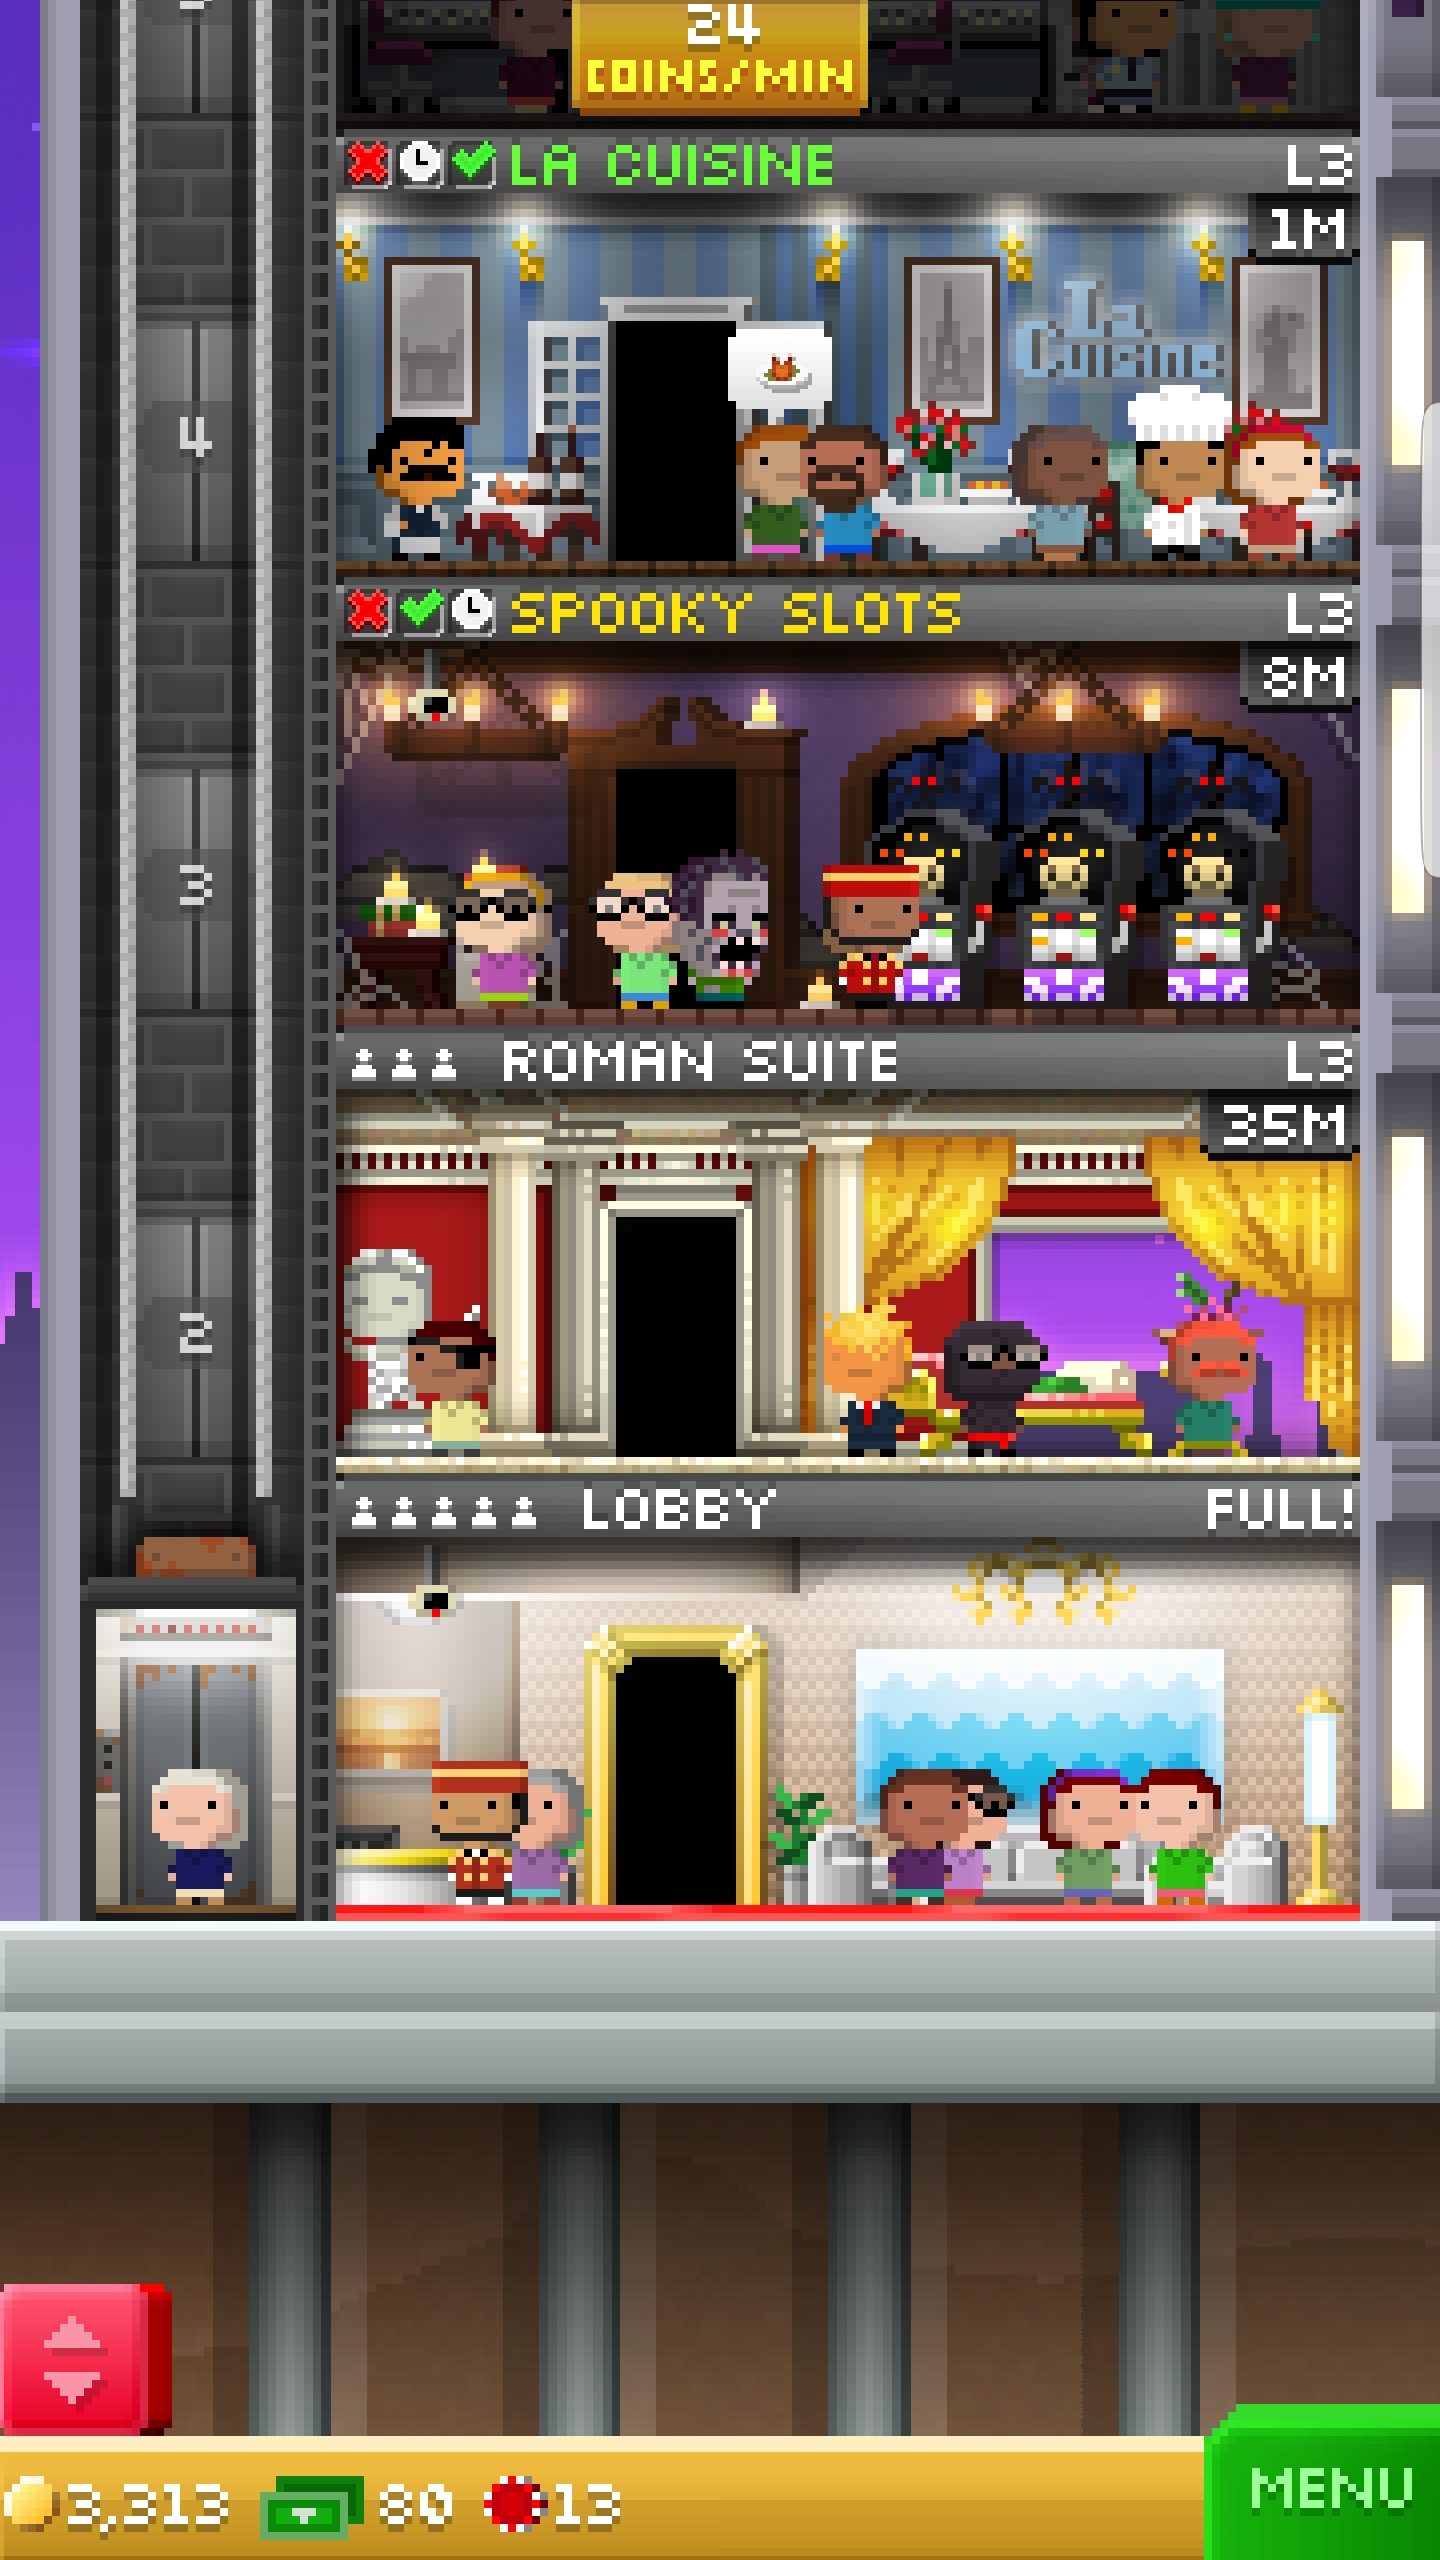 24
COINS/MIN
LA CUISINE L3
1M
La
Cuisine
4
SPOOKY SLOTS L3
8M
3
ROMAN SUITE L3
35M
2
LOBBY FULL!
3,313 80 13
MENU